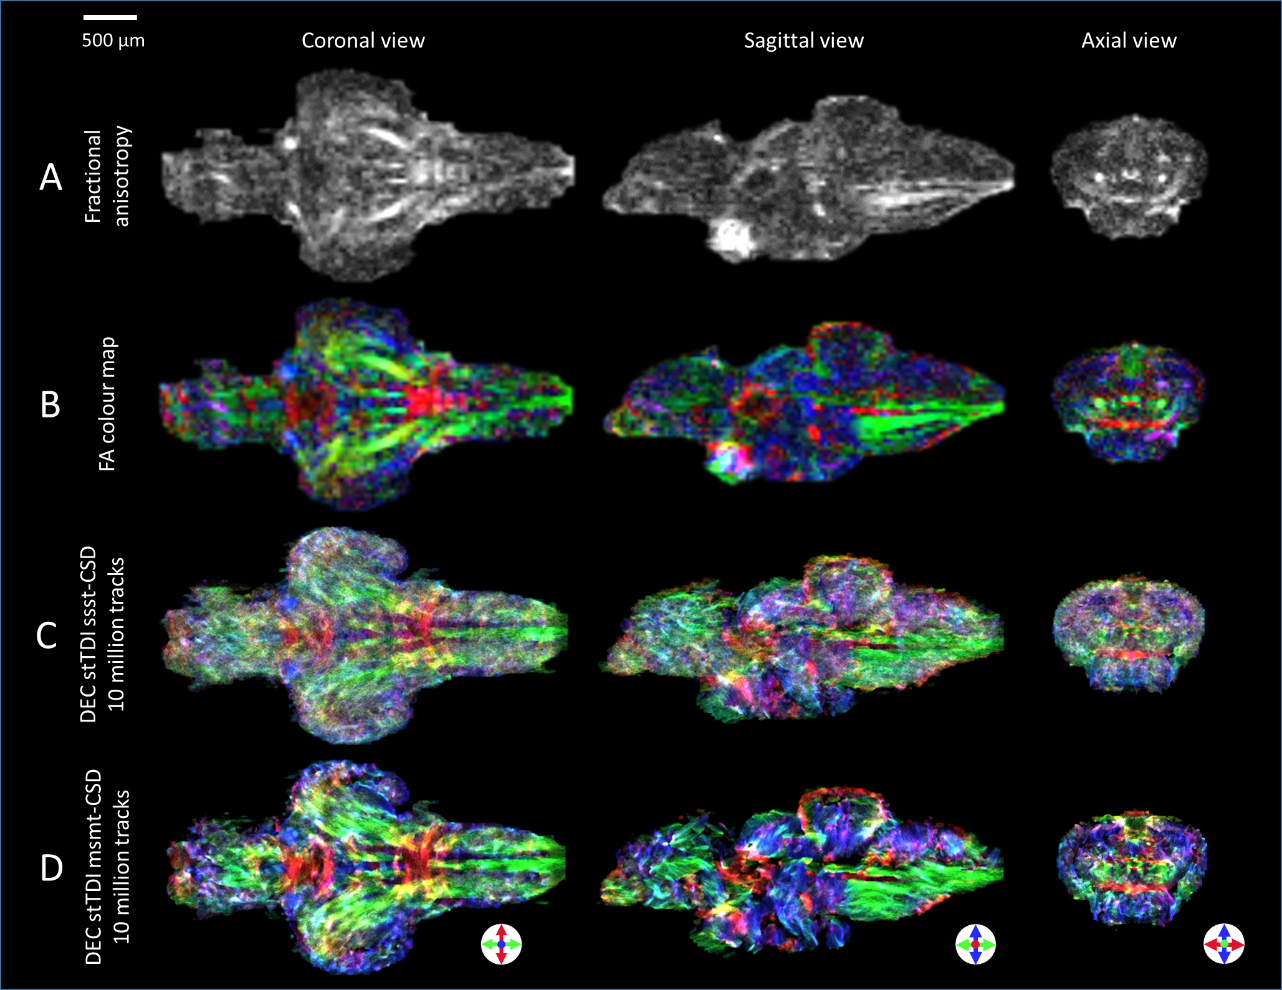 500 µm
Coronal view
Sagittal view
Axial view
A
Fractional
anisotropy
B
FA colour map
C
DEC stTDI ssst-CSD
10 million tracks
D
DEC stTDI msmt-CSD
10 million tracks